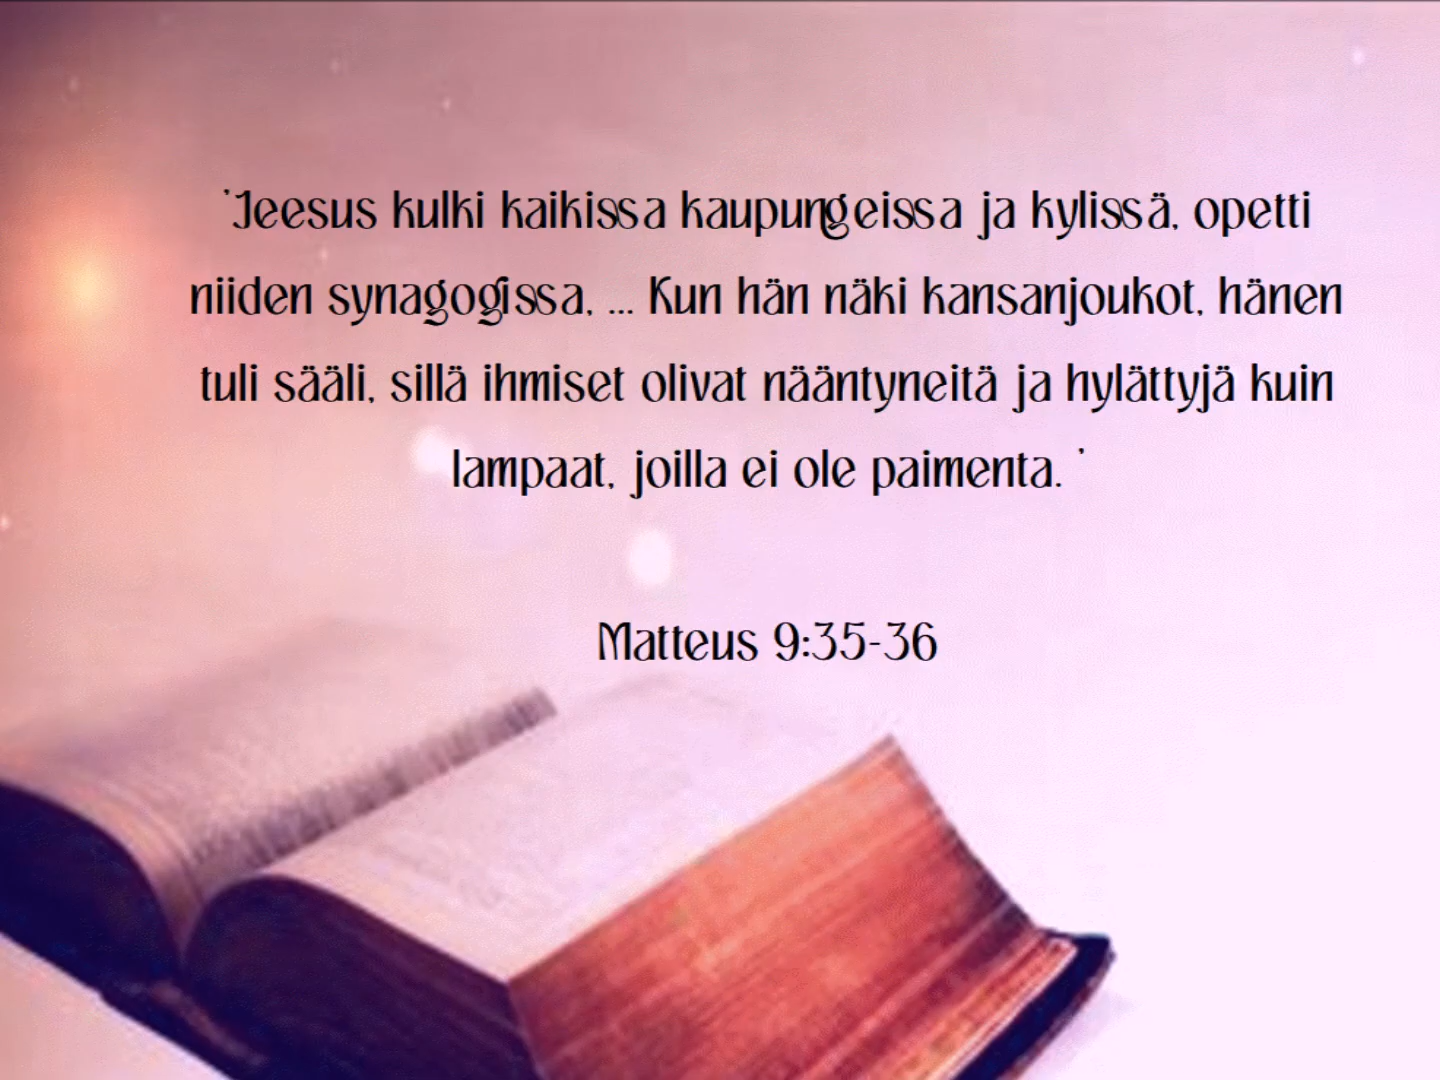 'Jeesus kulki kaikissa kaupungeissa ja kylissä, opetti
niiden synagogissa, ... Kun hän näki kansanjoukot, hänen
tuli sääli, sillä ihmiset olivat nääntyneitä ja hylättyjä kuin
lampaat, joilla ei ole paimenta. '
Matteus 9:35-36